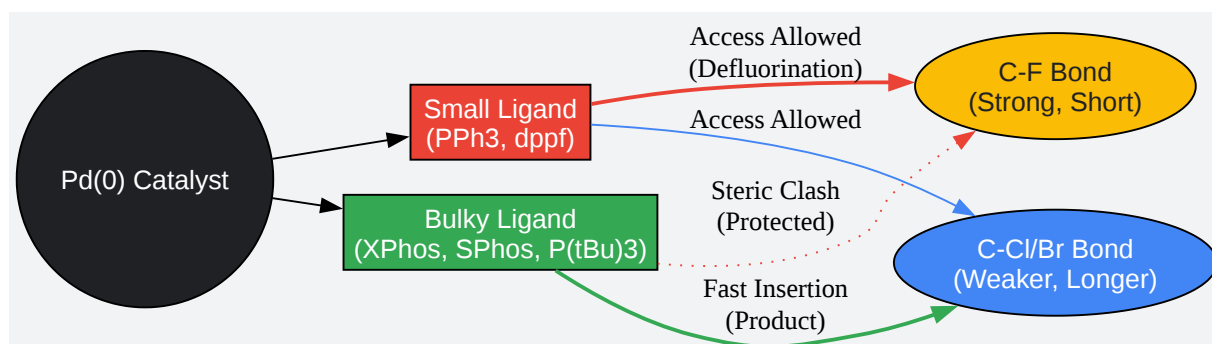 Pd(0) Catalyst
Small Ligand
(PPh3, dppf)
Bulky Ligand
(XPhos, SPhos, P(tBu)3)
Access Allowed
(Defluorination)
Access Allowed
Steric Clash
(Protected)
Fast Insertion
(Product)
C-F Bond
(Strong, Short)
C-Cl/Br Bond
(Weaker, Longer)